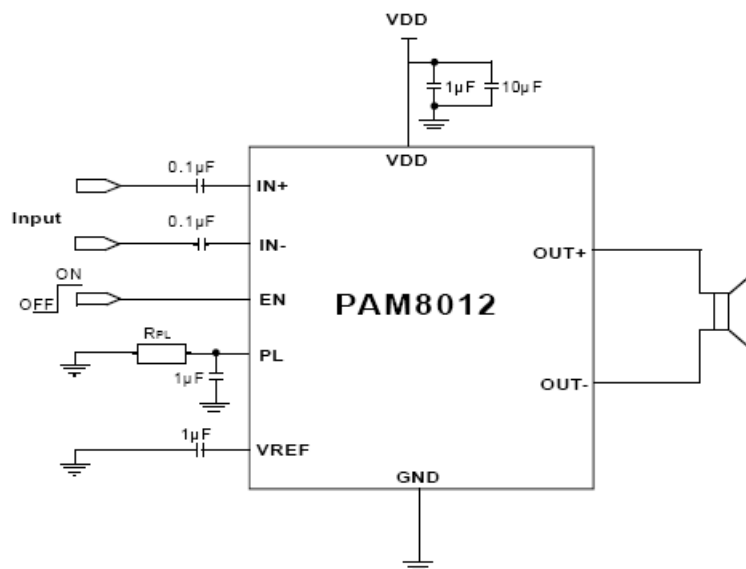 VDD
1µF 10µF
VDD
0.1µF
IN+
Input
0.1µF
IN-
OUT+
ON
OFF
EN
PAM8012
RPL
PL
1µF
OUT-
1µF
VREF
GND